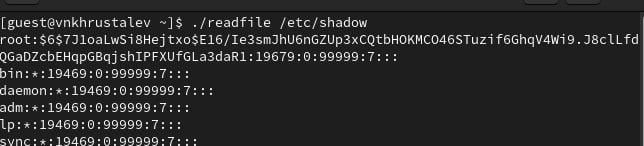 [guest@vnkhrustalev ~]$ ./readfile /etc/shadow
root:$6$7J1oaLwSi8Hejtxo$E16/Ie3smJhU6nGZUp3xCQtbHOKMCO46STuzif6GhqV4Wi9.J8clLfd
QGaDZcbEHqpGBqjshIPFXUfGLa3daR1:19679:0:99999:7:::
bin:*:19469:0:99999:7:::
daemon:*:19469:0:99999:7:::
adm:*:19469:0:99999:7:::
lp:*:19469:0:99999:7:::
sync:*:19469:0:99999:7:::